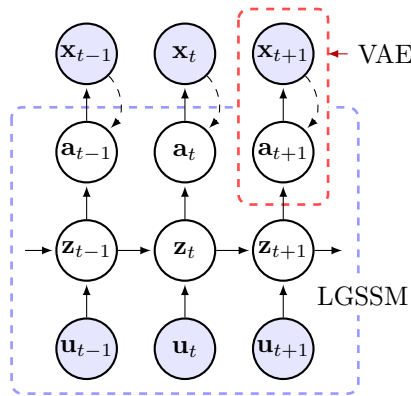 x_{t−1} x_t x_{t+1} VAE
a_{t−1} a_t a_{t+1}
z_{t−1} z_t z_{t+1}
LGSSM
u_{t−1} u_t u_{t+1}